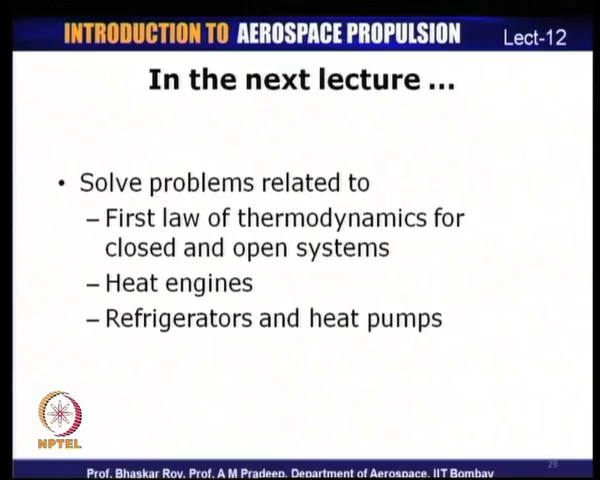 INTRODUCTION TO AEROSPACE PROPULSION
Lect-12
In the next lecture ...
• Solve problems related to
– First law of thermodynamics for
closed and open systems
– Heat engines
– Refrigerators and heat pumps
NPTEL
29
Prof. Bhaskar Roy, Prof. A M Pradeep, Department of Aerospace, IIT Bombay